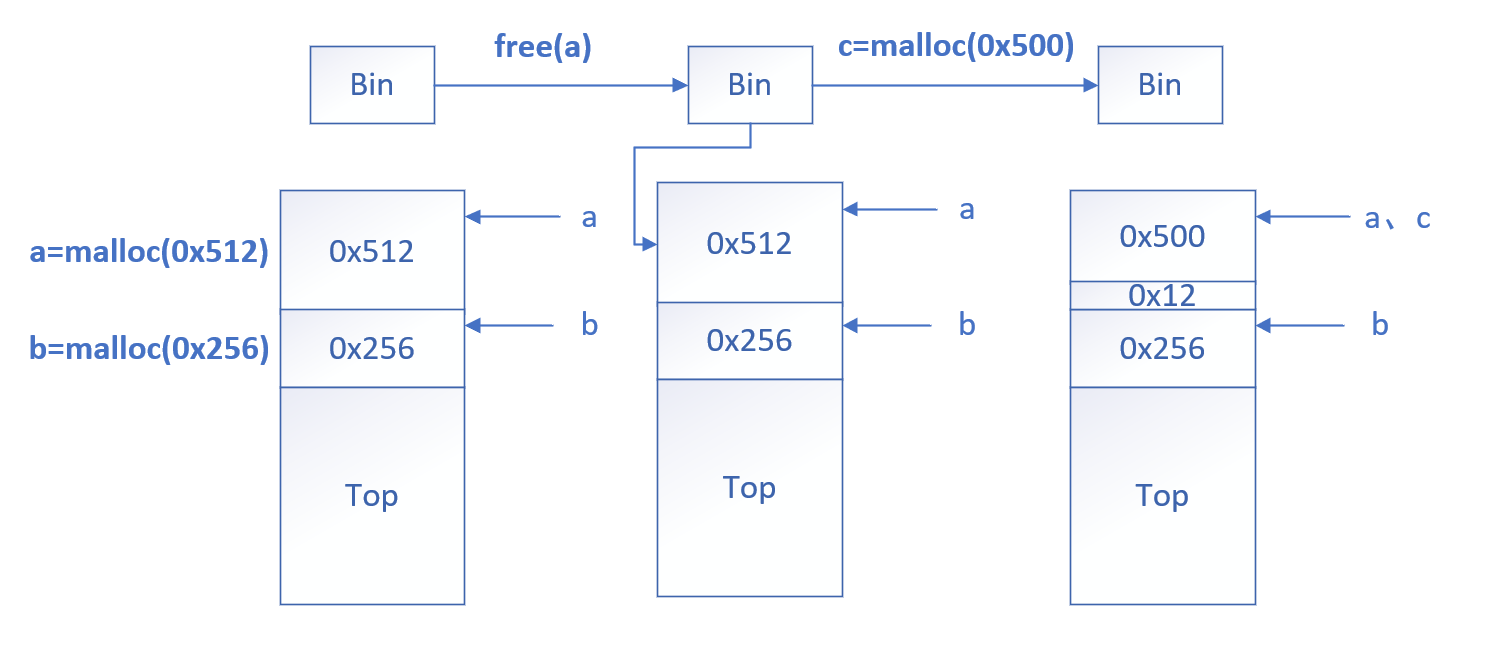 free(a)
c=malloc(0x500)
Bin
Bin
Bin
a=malloc(0x512)
0x512
a
b=malloc(0x256)
0x256
b
Top
0x512
a
0x256
b
Top
0x500
a、c
0x12
0x256
b
Top